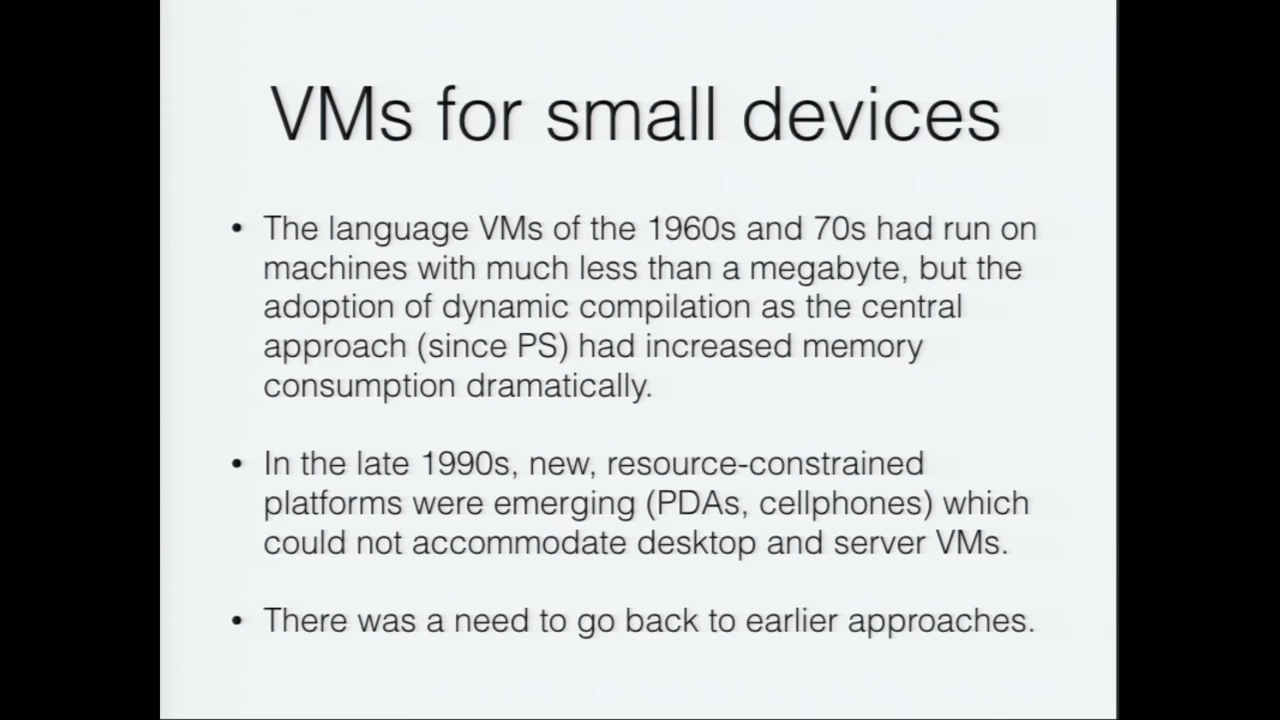 VMs for small devices
• The language VMs of the 1960s and 70s had run on
machines with much less than a megabyte, but the
adoption of dynamic compilation as the central
approach (since PS) had increased memory
consumption dramatically.
• In the late 1990s, new, resource-constrained
platforms were emerging (PDAs, cellphones) which
could not accommodate desktop and server VMs.
• There was a need to go back to earlier approaches.